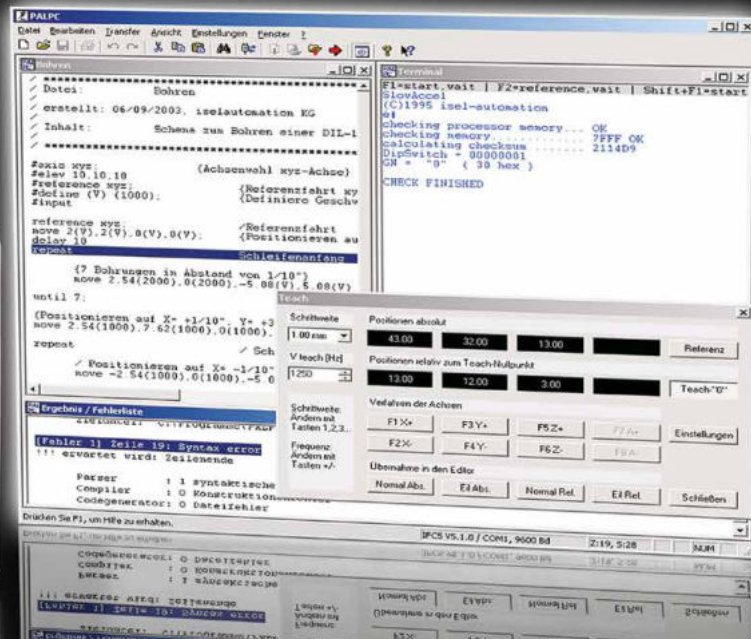 PALPC
Datei Bearbeiten Transfer Ansicht Einstellungen Fenster ?
Bohren
/ Datei: Bohren
/ erstellt: 06/09/2003, iselautomation KG
/ Inhalt: Schema zum Bohren einer DIL-1
#axis xyz; {Achsenwahl xyz-Achse}
#elev 10,10,10
#reference xyz; {Referenzfahrt xy
#define (V) (1000); {Definiere Geschw
#input
reference xyz; /Referenzfahrt
move 2(V),2(V),0(V),0(V); {Positionieren au
delay 10
repeat Schleifenanfang
{7 Bohrungen in Abstand von 1/10"}
move 2.54(2000),0(2000),-5.08(V),5.08(V)
until 7;
{Positionieren auf X= +1/10", Y= +3
move 2.54(1000),7.62(1000),0(1000),
repeat / Sch
/ Positionieren auf X= -1/10"
move -2.54(1000),0(1000),-5.0
Terminal
F1=start,wait | F2=reference,wait | Shift+F1=start
SlovAccel
(C)1995 isel-automation
@i
checking processor memory... OK
checking memory............ 7FFF OK
calculating checksum ....... 2114D9
DipSwitch = 00000001
GN = "0" ( 30 hex )
CHECK FINISHED
Ergebnis / Fehlerliste
[Fehler 1] Zeile 19: Syntax error
!!! erwartet wird: Zeilenende
Parser : 1 syntaktische
Compiler : 0 Konstruktionen
Codegenerator: 0 Dateifehler
Teach
Schrittweite
1.00 mm
V teach [Hz]
1250
Schrittweite:
Ändern mit
Tasten 1,2,3...
Frequenz:
Ändern mit
Tasten +/-
Positionen absolut
43.00 32.00 13.00
Referenz
Positionen relativ zum Teach-Nullpunkt
13.00 12.00 3.00
Teach-"0"
Verfahren der Achsen
F1 X+ F3 Y+ F5 Z+ F7 A+
Einstellungen
F2 X- F4 Y- F6 Z- F8 A-
Übernahme in den Editor
Normal Abs. Eil Abs. Normal Rel. Eil Rel.
Schließen
Drücken Sie F1, um Hilfe zu erhalten.
IPC5 V5.1.0 / COM1, 9600 Bd Z:19, S:28 NUM